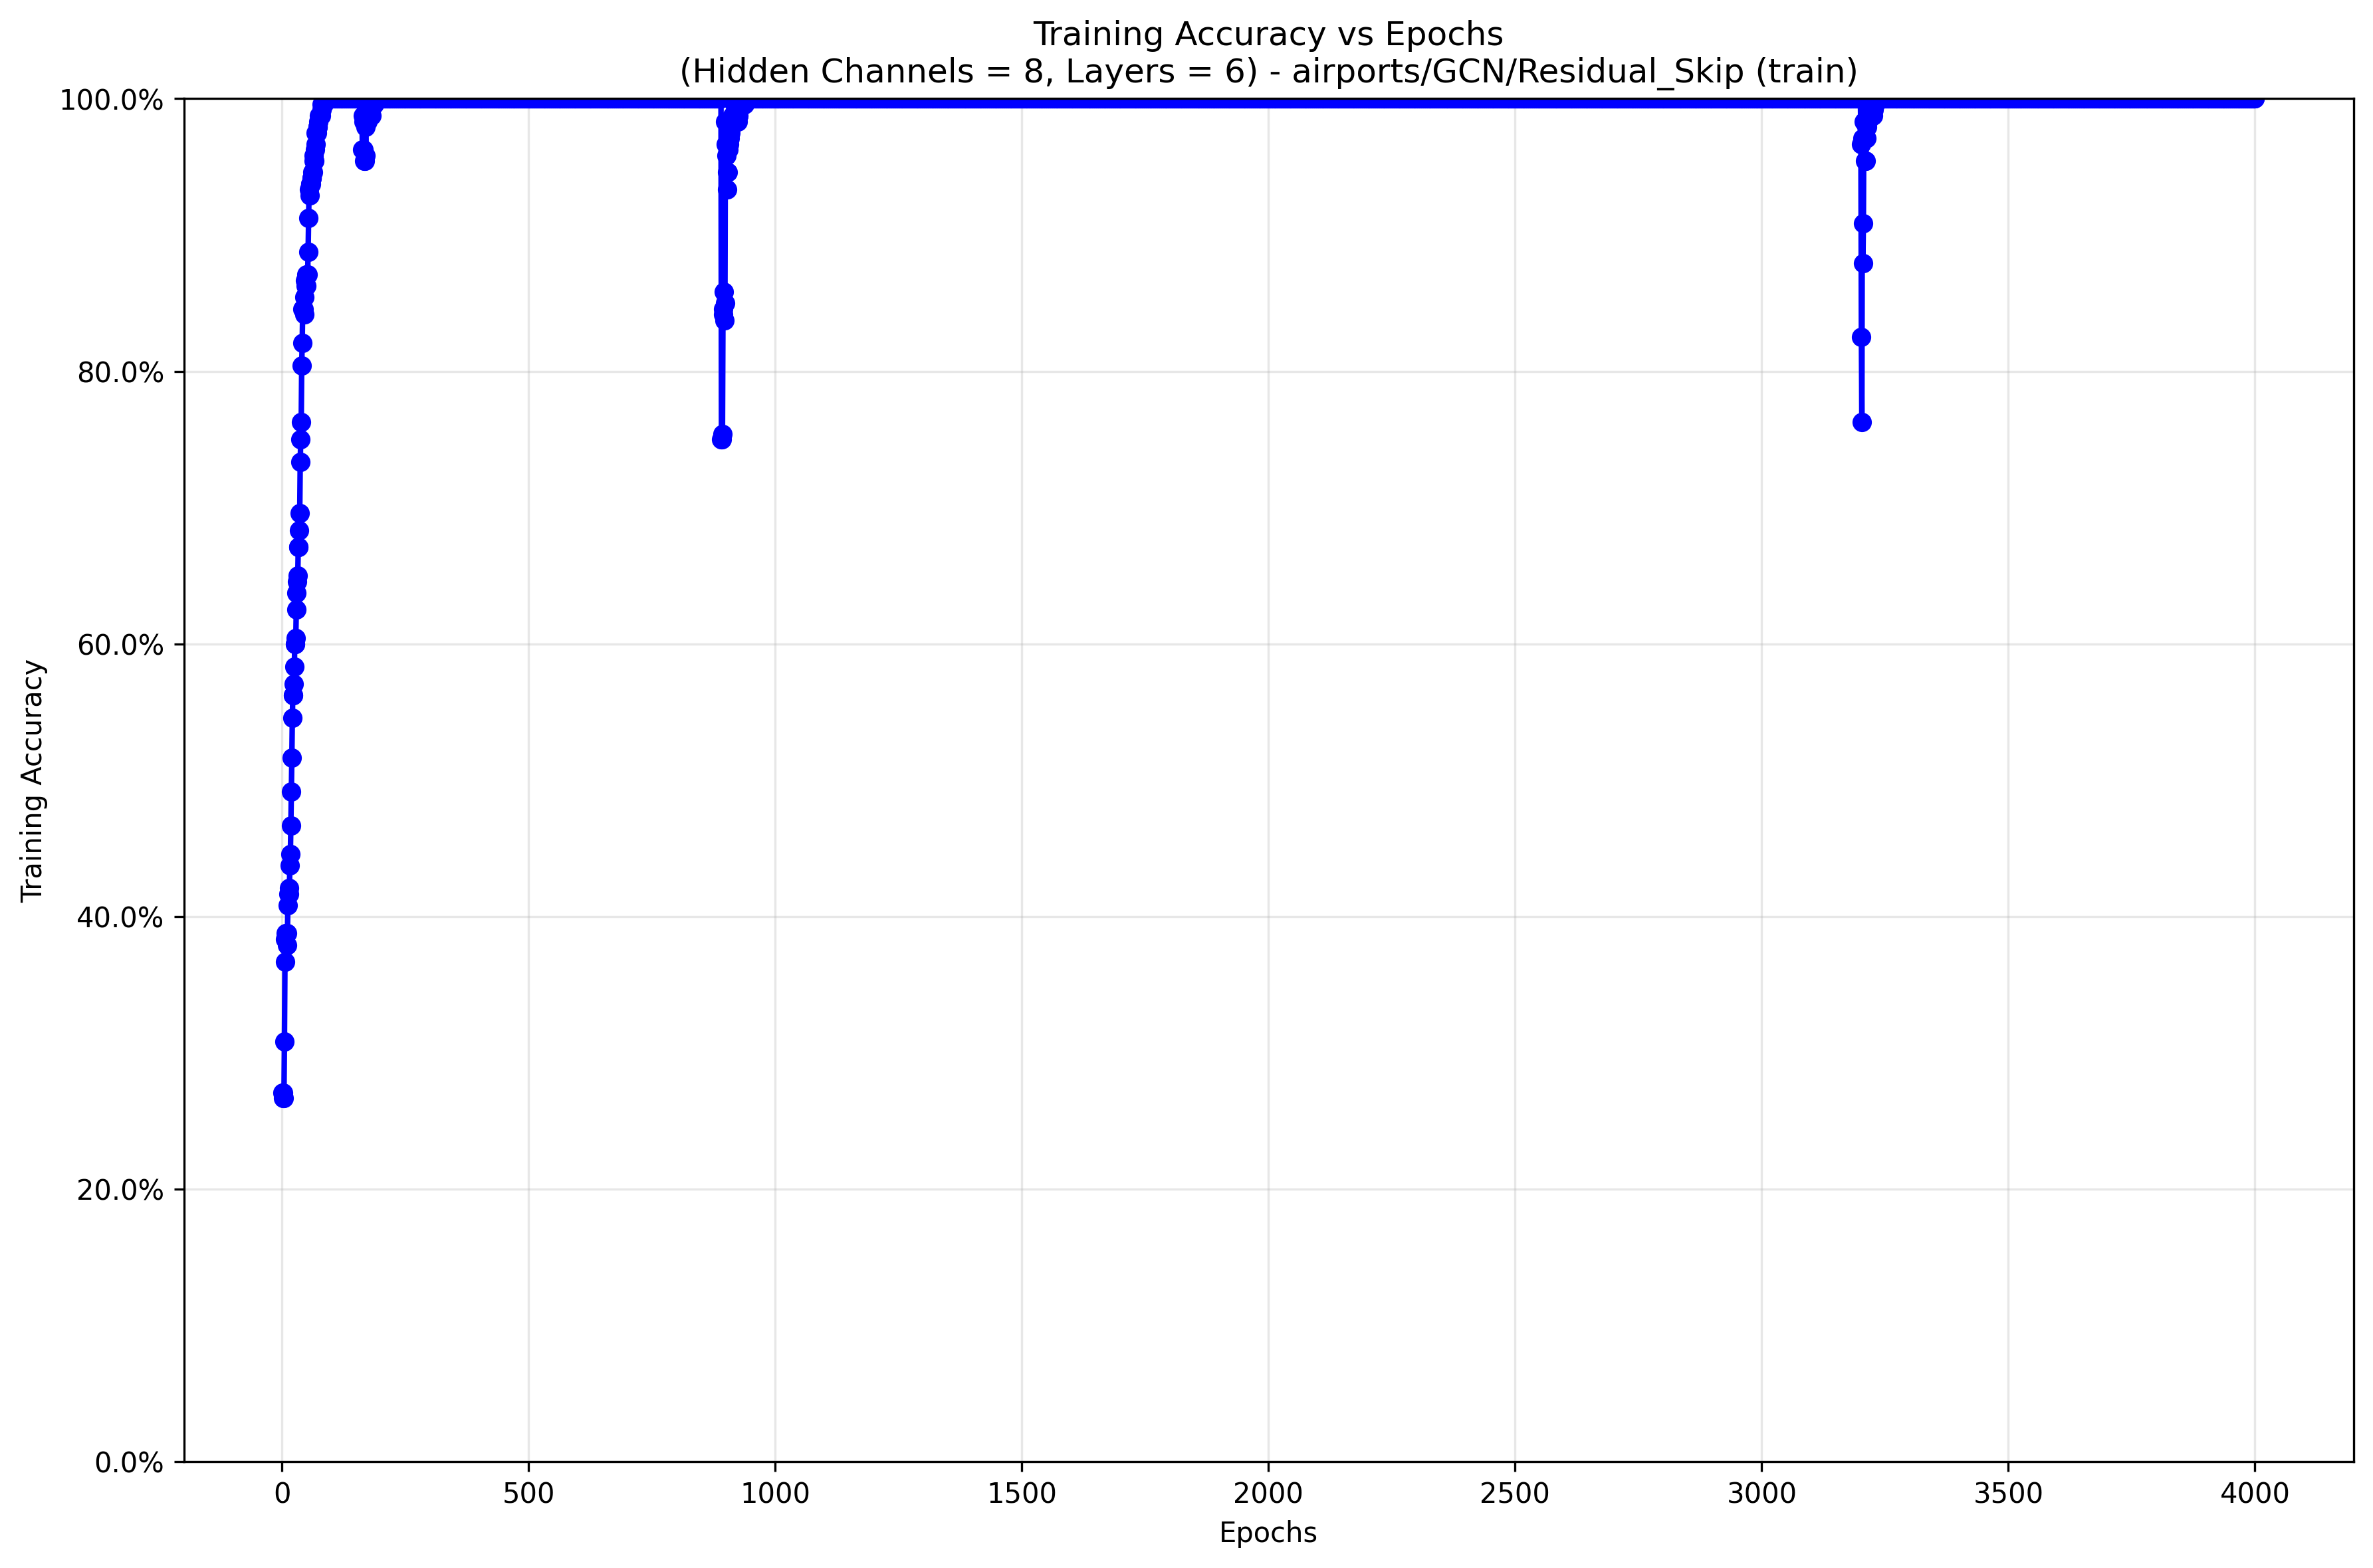 Training Accuracy vs Epochs
(Hidden Channels = 8, Layers = 6) - airports/GCN/Residual_Skip (train)
100.0%
80.0%
60.0%
40.0%
20.0%
0.0%
Training Accuracy
0 500 1000 1500 2000 2500 3000 3500 4000
Epochs